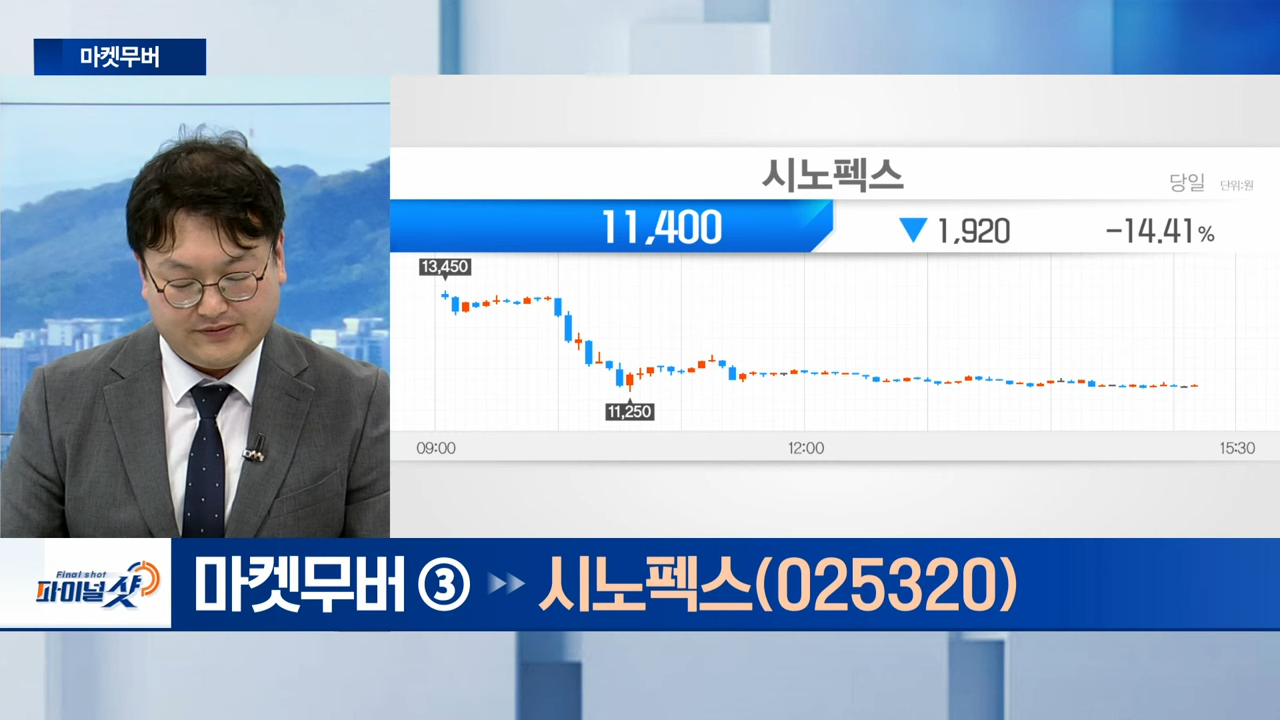 마켓무버
시노펙스
당일 단위:원
11,400 ▼ 1,920 -14.41%
13,450
11,250
09:00 12:00 15:30
Final shot
파이널샷
마켓무버 ③ 시노펙스(025320)